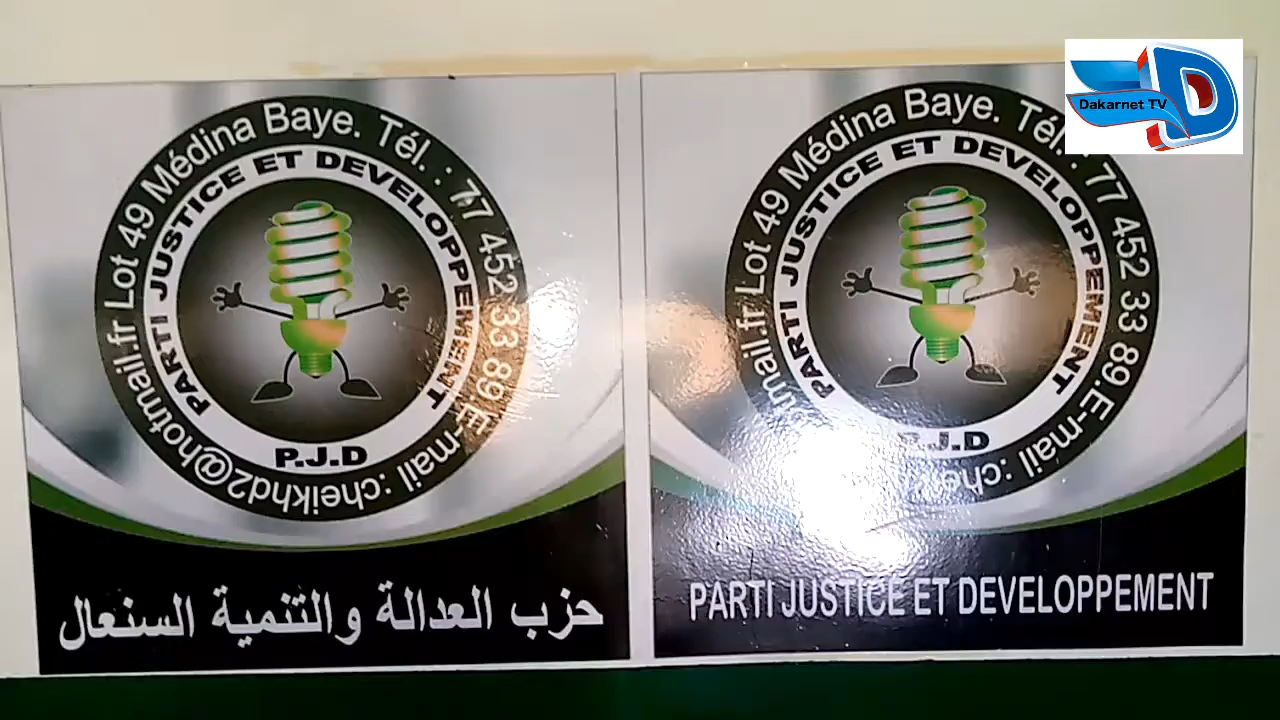 Dakarnet TV
D
Lot 49 Médina Baye. Tél. : 77 452 33 89.E-mail :cheikhd2@hotmail.fr
PARTI JUSTICE ET DEVELOPPEMENT
P.J.D
حزب العدالة والتنمية السنعال
Lot 49 Médina Baye. Tél. : 77 452 33 89.E-mail :
PARTI JUSTICE ET DEVELOPPEMENT
P.J.D
PARTI JUSTICE ET DEVELOPPEMENT